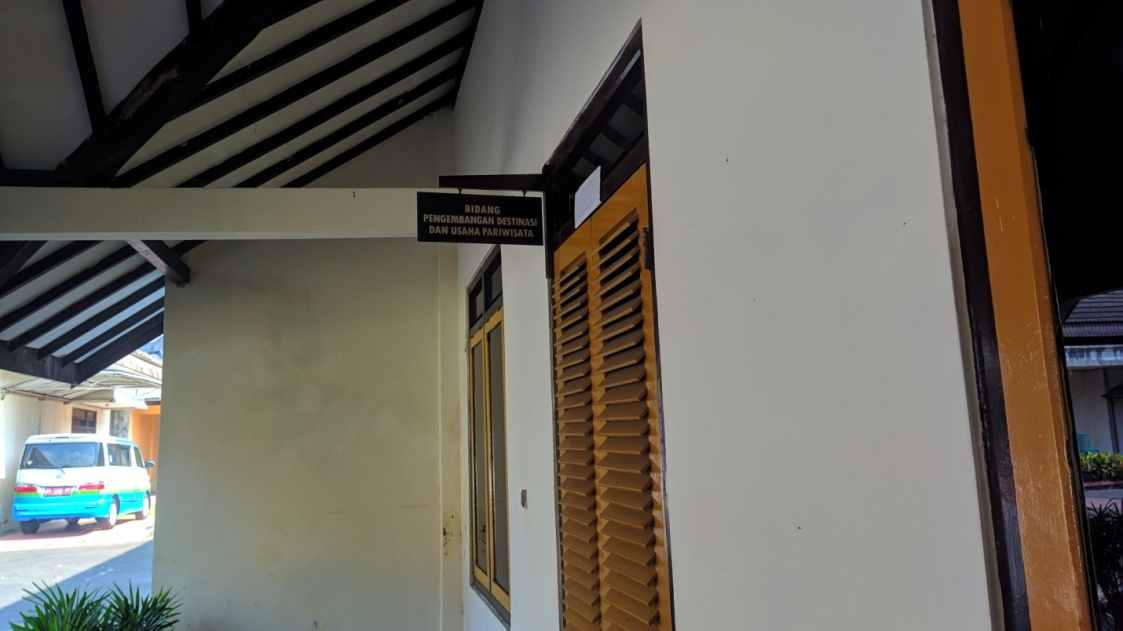 BIDANG
PENGEMBANGAN DESTINASI
DAN USAHA PARIWISATA